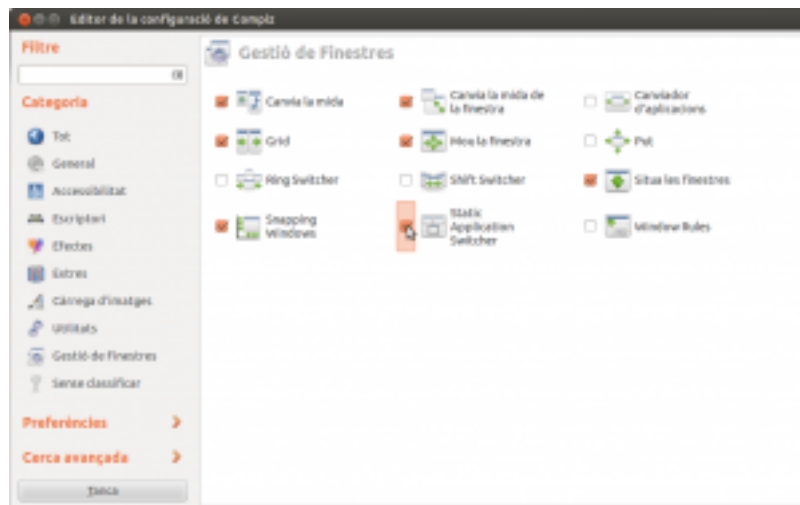 Editor de la configuració de Compiz
Filtre
Gestió de Finestres
Categoria
Tot
General
Accessibilitat
Escriptori
Efectes
Extres
Càrrega d'imatges
Utilitats
Gestió de Finestres
Sense classificar
Preferències
Cerca avançada
Tanca
Canvia la mida
Canvia la mida de
la finestra
Canviador
d'aplicacions
Grid
Mou la finestra
Put
Ring Switcher
Shift Switcher
Situa les finestres
Snapping
Windows
Static
Application
Switcher
Window Rules